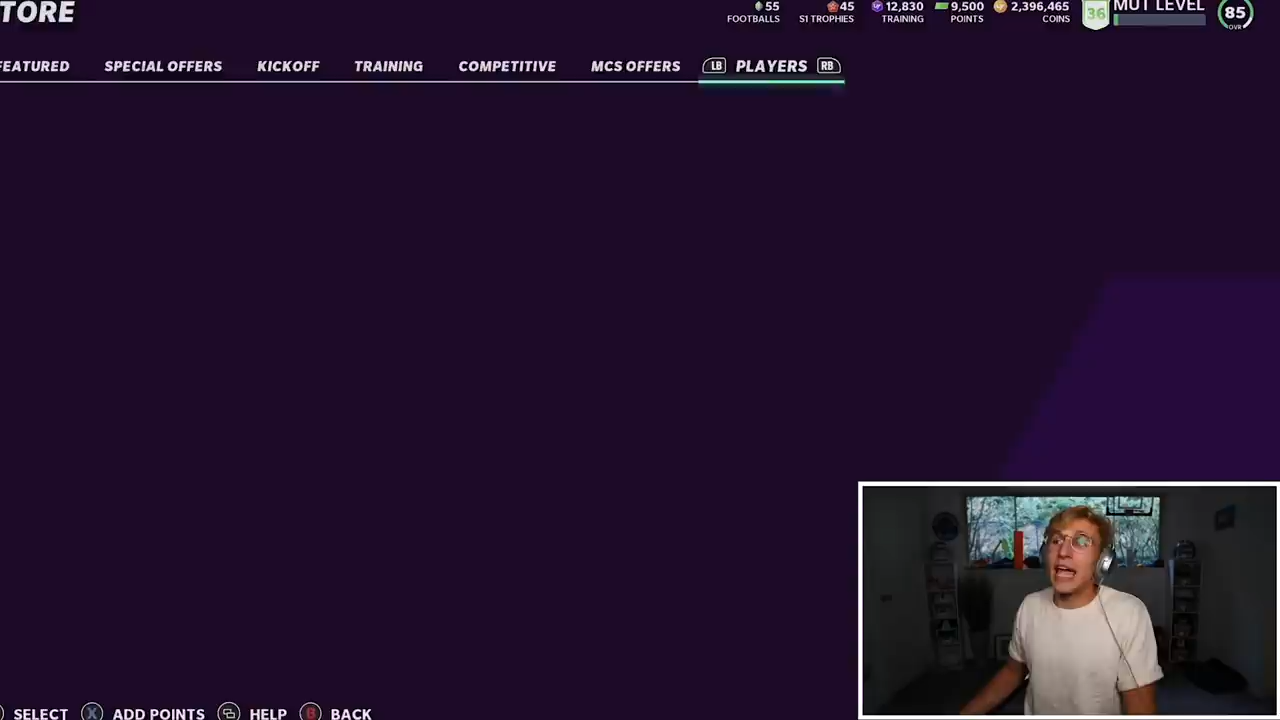 TORE
55 FOOTBALLS
45 S1 TROPHIES
12,830 TRAINING
9,500 POINTS
2,396,465 COINS
36
MUT LEVEL
85 OVR
FEATURED SPECIAL OFFERS KICKOFF TRAINING COMPETITIVE MCS OFFERS LB PLAYERS RB
SELECT X ADD POINTS HELP B BACK